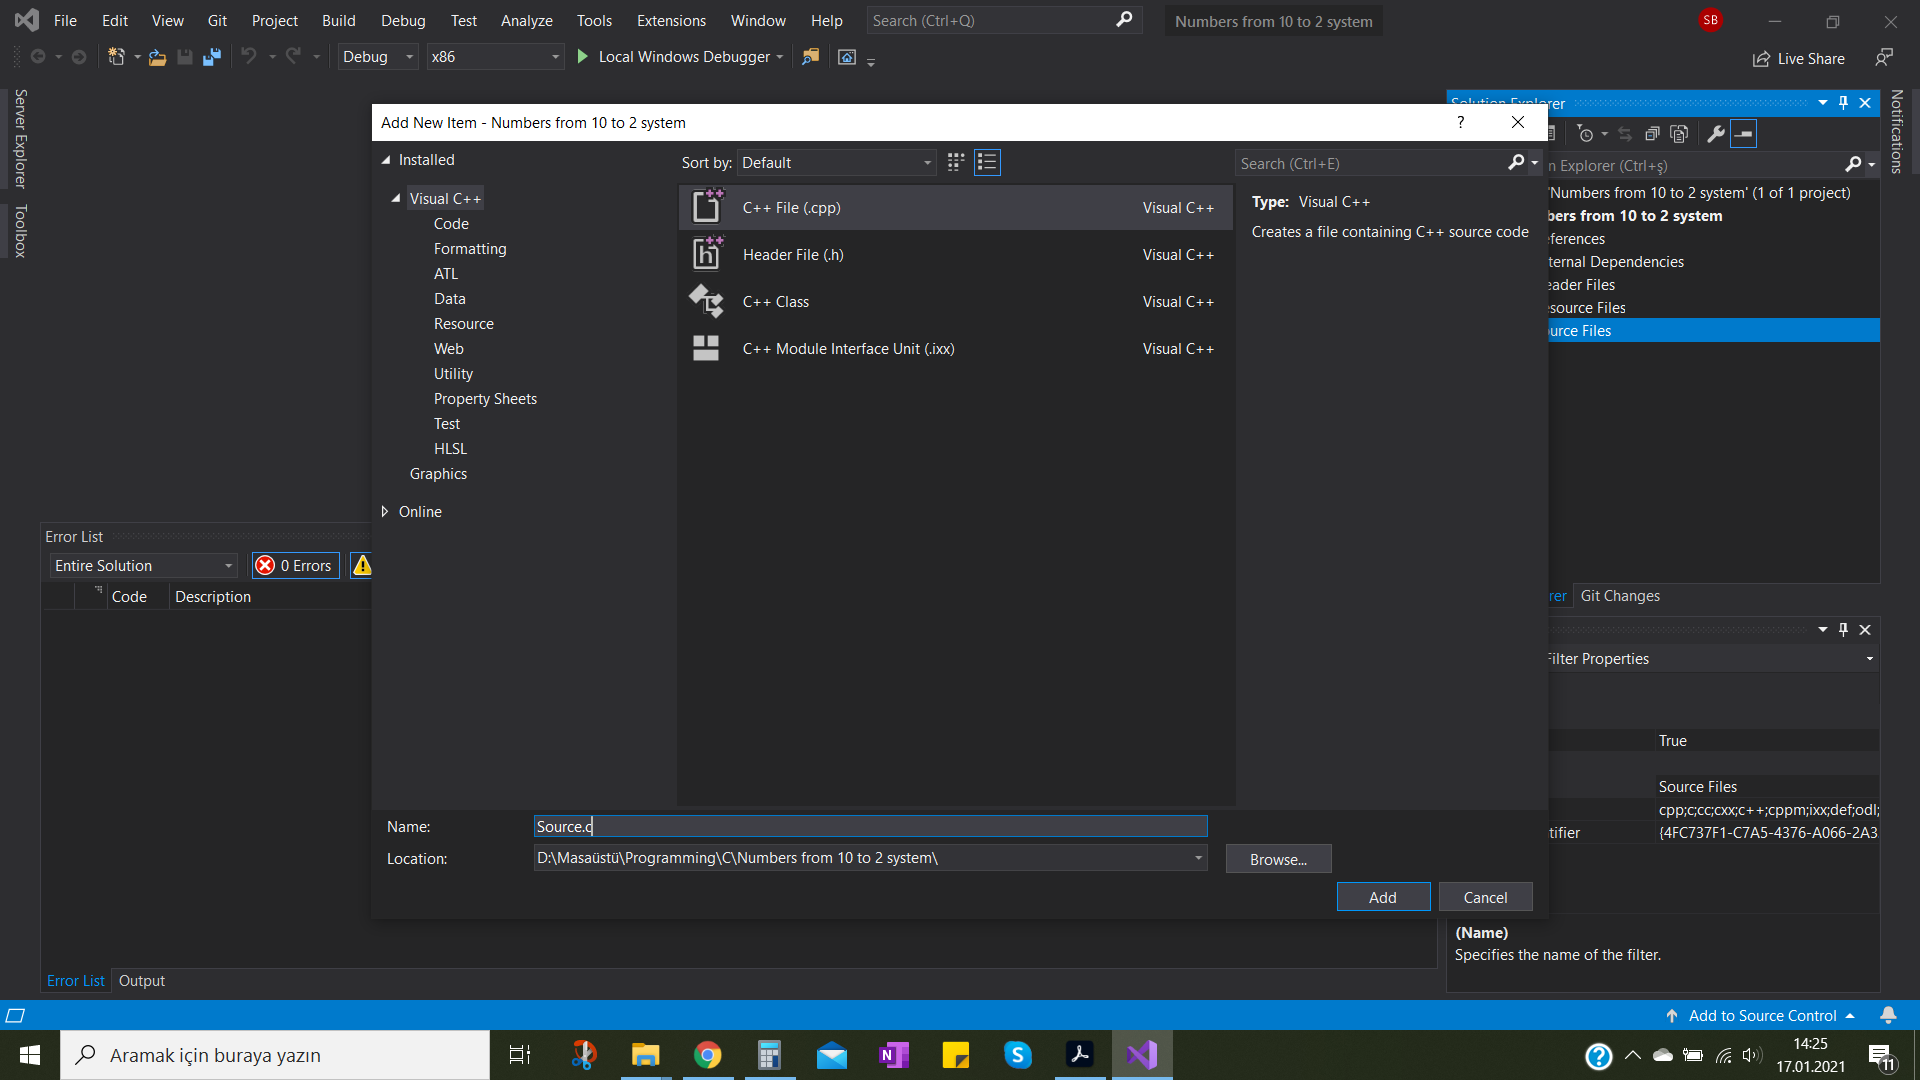 File Edit View Git Project Build Debug Test Analyze Tools Extensions Window Help Search (Ctrl+Q) Numbers from 10 to 2 system SB
Debug x86 Local Windows Debugger Live Share
Server Explorer
Toolbox
Notifications
Solution Explorer
Add New Item - Numbers from 10 to 2 system ?
Installed
Sort by: Default
Search (Ctrl+E)
n Explorer (Ctrl+ş)
Visual C++
Code
Formatting
ATL
Data
Resource
Web
Utility
Property Sheets
Test
HLSL
Graphics
Online
C++ File (.cpp) Visual C++
Header File (.h) Visual C++
C++ Class Visual C++
C++ Module Interface Unit (.ixx) Visual C++
Type: Visual C++
Creates a file containing C++ source code
'Numbers from 10 to 2 system' (1 of 1 project)
bers from 10 to 2 system
eferences
ternal Dependencies
eader Files
esource Files
ource Files
rer Git Changes
Error List
Entire Solution 0 Errors
Code Description
Filter Properties
True
Source Files
cpp;c;cc;cxx;c++;cppm;ixx;def;odl;
tifier {4FC737F1-C7A5-4376-A066-2A3
Name: Source.c
Location: D:\Masaüstü\Programming\C\Numbers from 10 to 2 system\ Browse...
Add Cancel
(Name)
Specifies the name of the filter.
Error List Output
Add to Source Control
Aramak için buraya yazın
14:25
17.01.2021
11